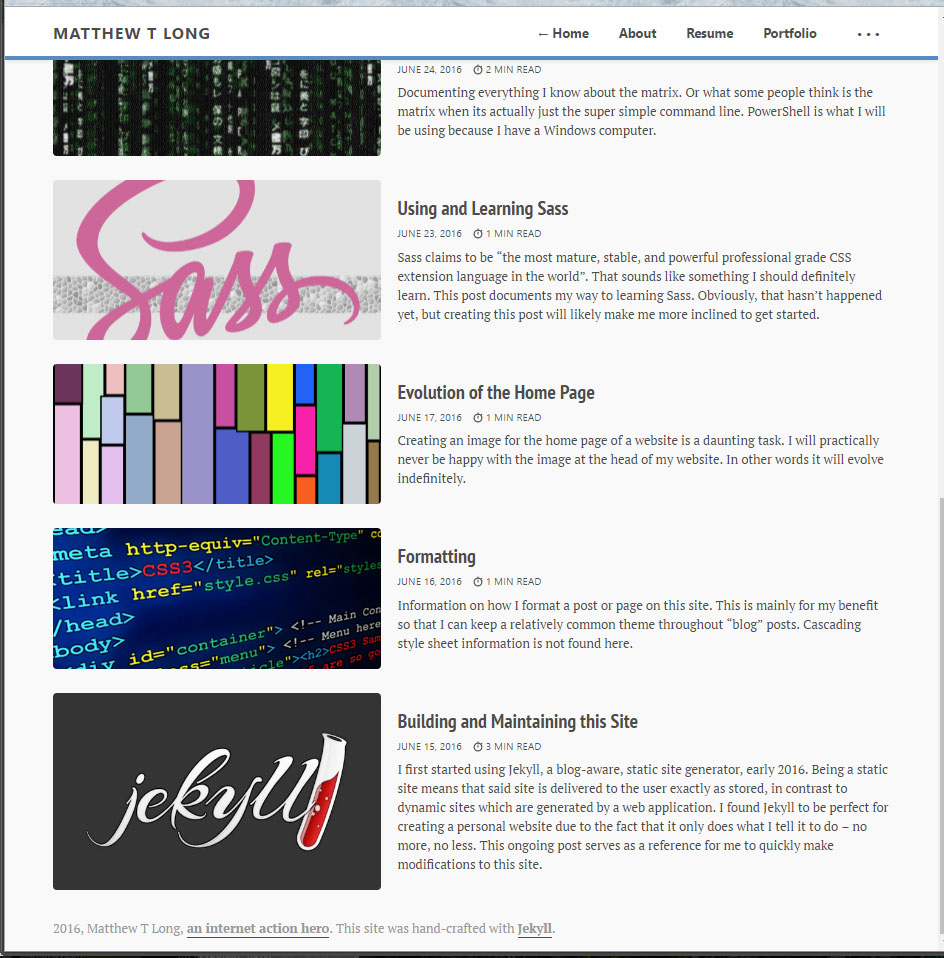 MATTHEW T LONG
← Home About Resume Portfolio •••
JUNE 24, 2016 2 MIN READ
Documenting everything I know about the matrix. Or what some people think is the
matrix when its actually just the super simple command line. PowerShell is what I will
be using because I have a Windows computer.
Sass
Using and Learning Sass
JUNE 23, 2016 1 MIN READ
Sass claims to be “the most mature, stable, and powerful professional grade CSS
extension language in the world”. That sounds like something I should definitely
learn. This post documents my way to learning Sass. Obviously, that hasn’t happened
yet, but creating this post will likely make me more inclined to get started.
Evolution of the Home Page
JUNE 17, 2016 1 MIN READ
Creating an image for the home page of a website is a daunting task. I will practically
never be happy with the image at the head of my website. In other words it will evolve
indefinitely.
ead>
meta http-equiv="Content-Type" co
<title>CSS3</title>
<link href="style.css" rel="styles
/head>
body>
<div id="container"> <!-- Main Con
"menu"> <!-- Menu here
"><h2>CSS3 Sam
are so go
Formatting
JUNE 16, 2016 1 MIN READ
Information on how I format a post or page on this site. This is mainly for my benefit
so that I can keep a relatively common theme throughout “blog” posts. Cascading
style sheet information is not found here.
jekyll
Building and Maintaining this Site
JUNE 15, 2016 3 MIN READ
I first started using Jekyll, a blog-aware, static site generator, early 2016. Being a static
site means that said site is delivered to the user exactly as stored, in contrast to
dynamic sites which are generated by a web application. I found Jekyll to be perfect for
creating a personal website due to the fact that it only does what I tell it to do – no
more, no less. This ongoing post serves as a reference for me to quickly make
modifications to this site.
2016, Matthew T Long, an internet action hero. This site was hand-crafted with Jekyll.